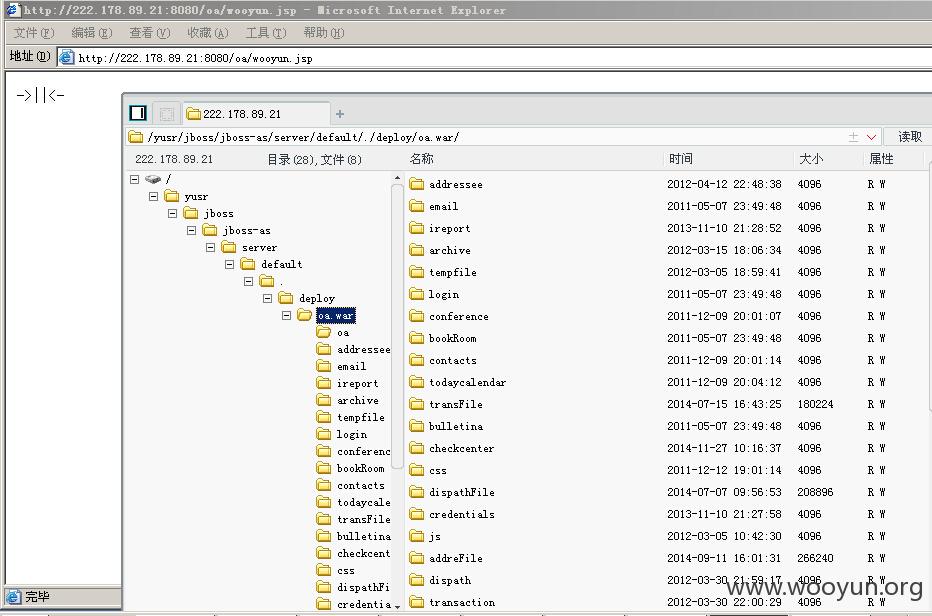 http://222.178.89.21:8080/oa/wooyun.jsp - Microsoft Internet Explorer
文件(F) 编辑(E) 查看(V) 收藏(A) 工具(T) 帮助(H)
地址(D) http://222.178.89.21:8080/oa/wooyun.jsp
->||<-
222.178.89.21 +
/yusr/jboss/jboss-as/server/default/./deploy/oa.war/ 读取
222.178.89.21 目录(28),文件(8) 名称 时间 大小 属性
/
yusr
jboss
jboss-as
server
default
.
deploy
oa.war
oa
addressee
email
ireport
archive
tempfile
login
conferenc
bookRoom
contacts
todaycale
transFile
bulletina
checkcent
css
dispathFi
credentia
addressee 2012-04-12 22:48:38 4096 R W
email 2011-05-07 23:49:48 4096 R W
ireport 2013-11-10 21:28:52 4096 R W
archive 2012-03-15 18:06:34 4096 R W
tempfile 2012-03-05 18:59:41 4096 R W
login 2011-05-07 23:49:48 4096 R W
conference 2011-12-09 20:01:07 4096 R W
bookRoom 2011-05-07 23:49:48 4096 R W
contacts 2011-12-09 20:01:14 4096 R W
todaycalendar 2011-12-09 20:04:12 4096 R W
transFile 2014-07-15 16:43:25 180224 R W
bulletina 2011-05-07 23:49:48 4096 R W
checkcenter 2014-11-27 10:16:37 4096 R W
css 2011-12-12 19:01:14 4096 R W
dispathFile 2014-07-07 09:56:53 208896 R W
credentials 2013-11-10 21:27:58 4096 R W
js 2012-03-05 10:42:30 4096 R W
addreFile 2014-09-11 16:01:31 266240 R W
dispath 2012-03-30 21:59:17 4096 R W
transaction 2012-03-30 22:00:29 4096 R W
www.wooyun.org
完毕